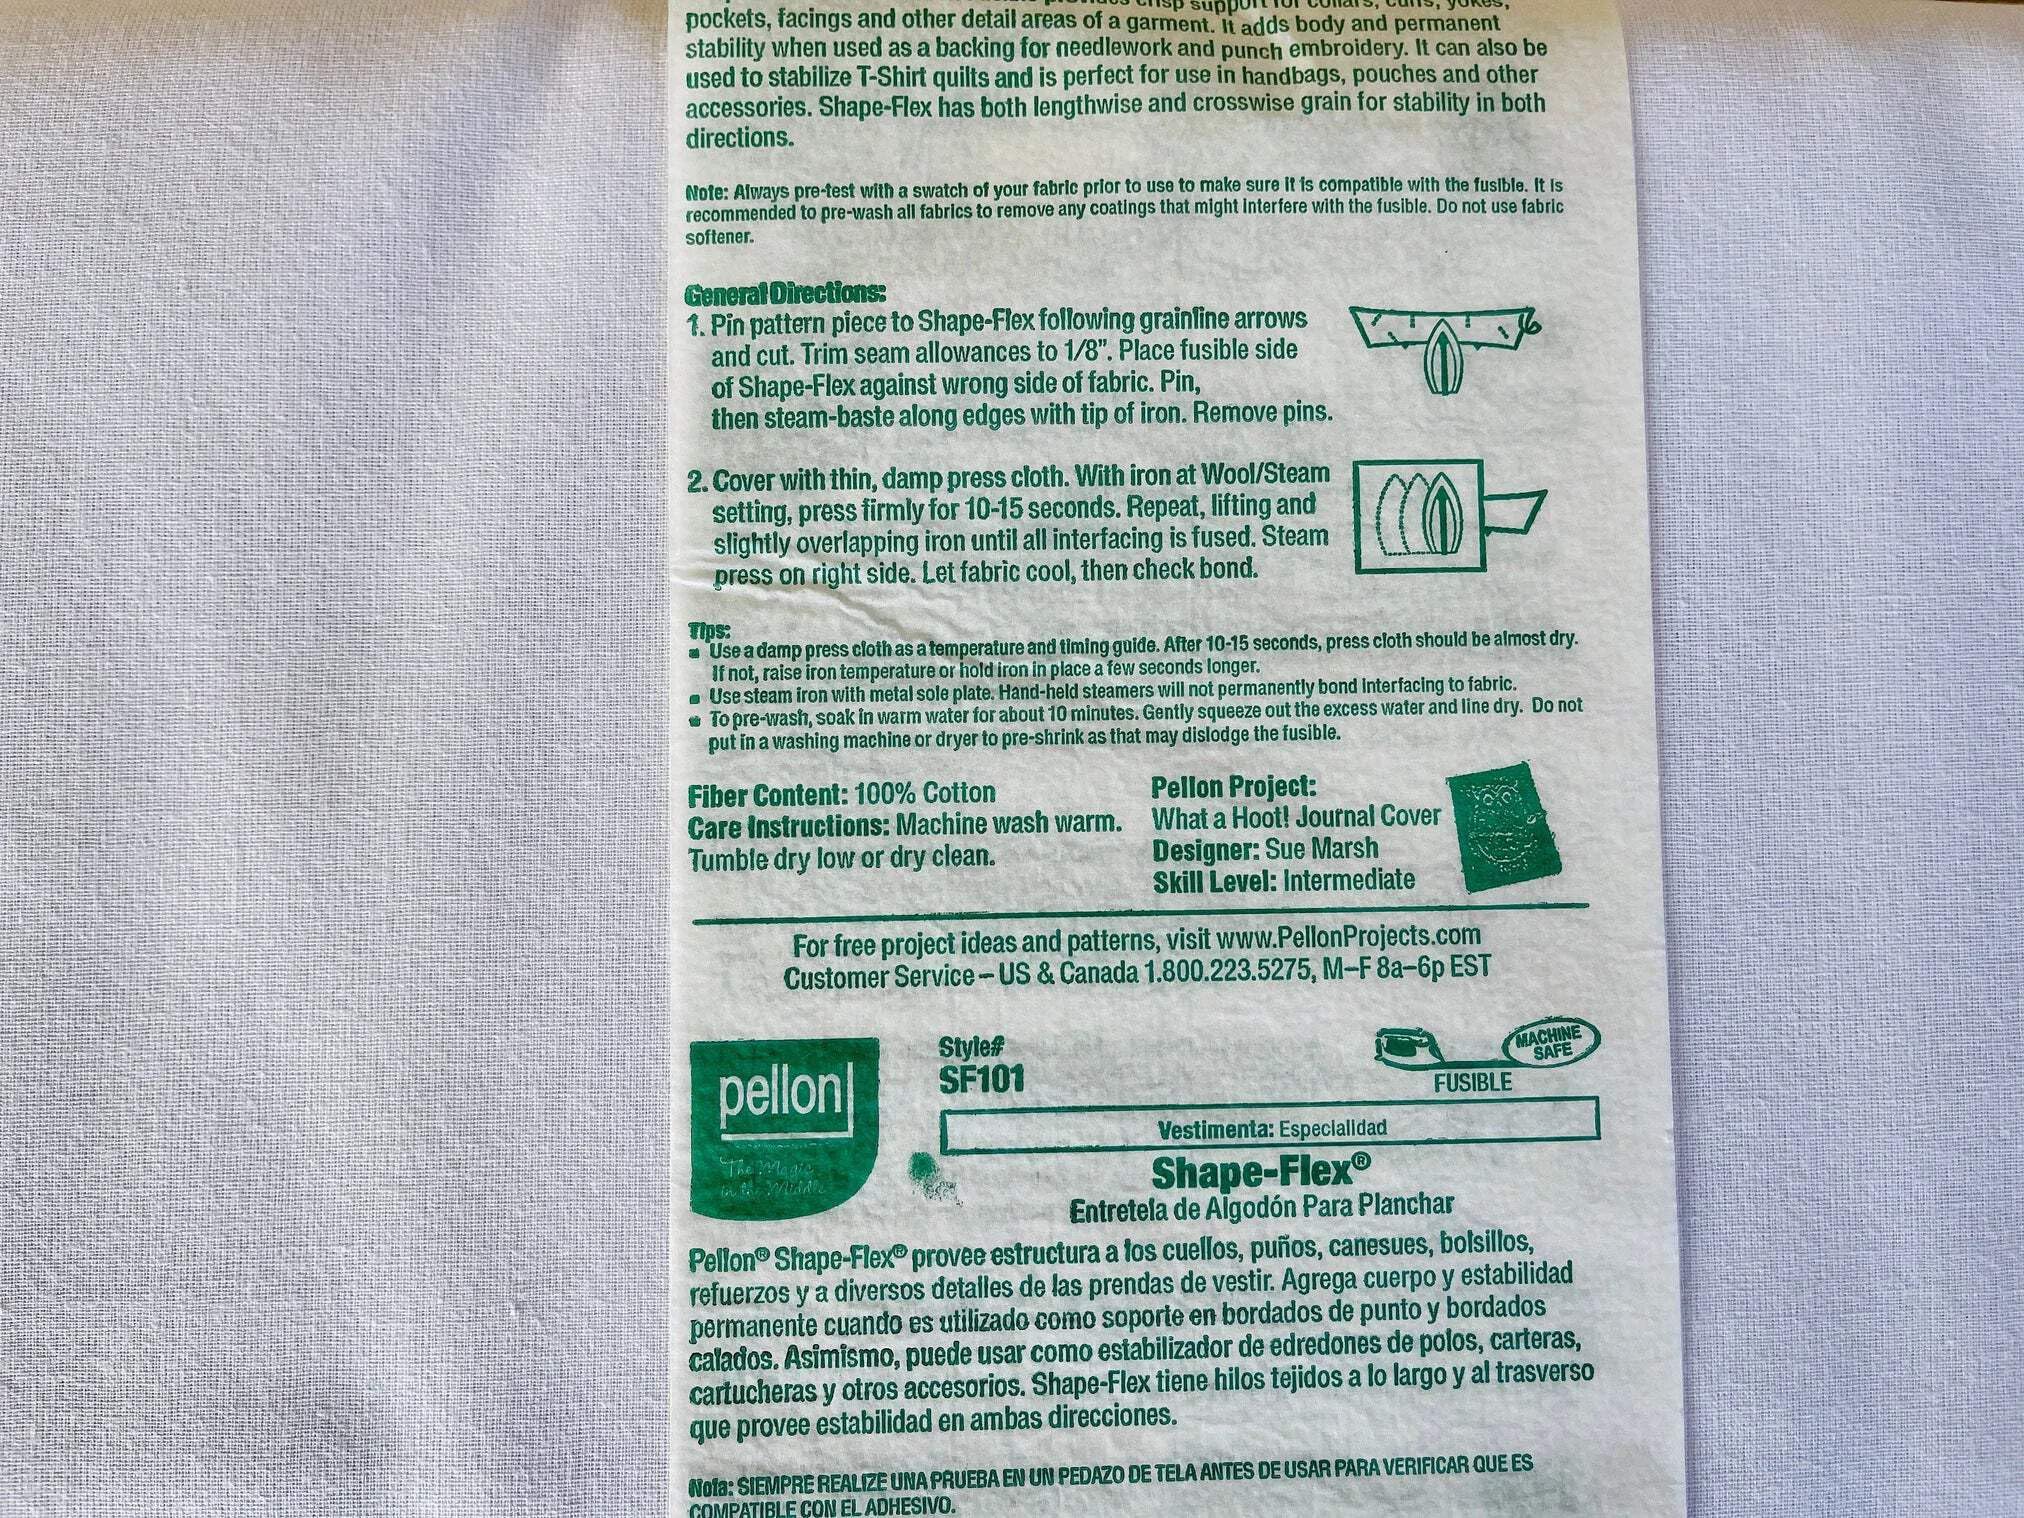 crisp support for collars, cuffs, yokes,
pockets, facings and other detail areas of a garment. It adds body and permanent
stability when used as a backing for needlework and punch embroidery. It can also be
used to stabilize T-Shirt quilts and is perfect for use in handbags, pouches and other
accessories. Shape-Flex has both lengthwise and crosswise grain for stability in both
directions.
Note: Always pre-test with a swatch of your fabric prior to use to make sure it is compatible with the fusible. It is
recommended to pre-wash all fabrics to remove any coatings that might interfere with the fusible. Do not use fabric
softener.
General Directions:
1. Pin pattern piece to Shape-Flex following grainline arrows
and cut. Trim seam allowances to 1/8". Place fusible side
of Shape-Flex against wrong side of fabric. Pin,
then steam-baste along edges with tip of iron. Remove pins.
2. Cover with thin, damp press cloth. With iron at Wool/Steam
setting, press firmly for 10-15 seconds. Repeat, lifting and
slightly overlapping iron until all interfacing is fused. Steam
press on right side. Let fabric cool, then check bond.
Tips:
▪ Use a damp press cloth as a temperature and timing guide. After 10-15 seconds, press cloth should be almost dry.
If not, raise iron temperature or hold iron in place a few seconds longer.
▪ Use steam iron with metal sole plate. Hand-held steamers will not permanently bond interfacing to fabric.
▪ To pre-wash, soak in warm water for about 10 minutes. Gently squeeze out the excess water and line dry. Do not
put in a washing machine or dryer to pre-shrink as that may dislodge the fusible.
Fiber Content: 100% Cotton
Care Instructions: Machine wash warm.
Tumble dry low or dry clean.
Pellon Project:
What a Hoot! Journal Cover
Designer: Sue Marsh
Skill Level: Intermediate
For free project ideas and patterns, visit www.PellonProjects.com
Customer Service – US & Canada 1.800.223.5275, M–F 8a–6p EST
pellon
The Magic
in the Middle
Style#
SF101
MACHINE
SAFE
FUSIBLE
Vestimenta: Especialidad
Shape-Flex®
Entretela de Algodón Para Planchar
Pellon® Shape-Flex® provee estructura a los cuellos, puños, canesues, bolsillos,
refuerzos y a diversos detalles de las prendas de vestir. Agrega cuerpo y estabilidad
permanente cuando es utilizado como soporte en bordados de punto y bordados
calados. Asimismo, puede usar como estabilizador de edredones de polos, carteras,
cartucheras y otros accesorios. Shape-Flex tiene hilos tejidos a lo largo y al trasverso
que provee estabilidad en ambas direcciones.
Nota: SIEMPRE REALIZE UNA PRUEBA EN UN PEDAZO DE TELA ANTES DE USAR PARA VERIFICAR QUE ES
COMPATIBLE CON EL ADHESIVO.